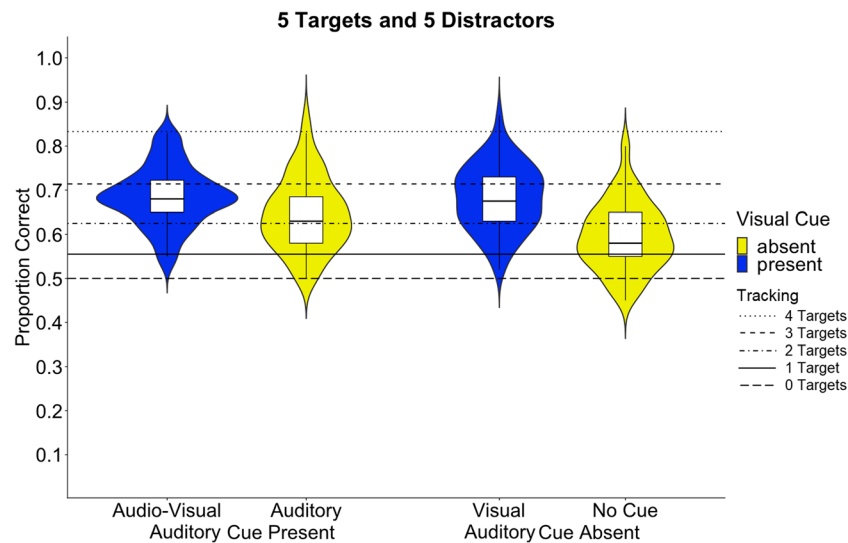 5 Targets and 5 Distractors
Proportion Correct
1.0
0.9
0.8
0.7
0.6
0.5
0.4
0.3
0.2
0.1
Audio-Visual Auditory Visual No Cue
Auditory Cue Present Auditory Cue Absent
Visual Cue
absent
present
Tracking
4 Targets
3 Targets
2 Targets
1 Target
0 Targets